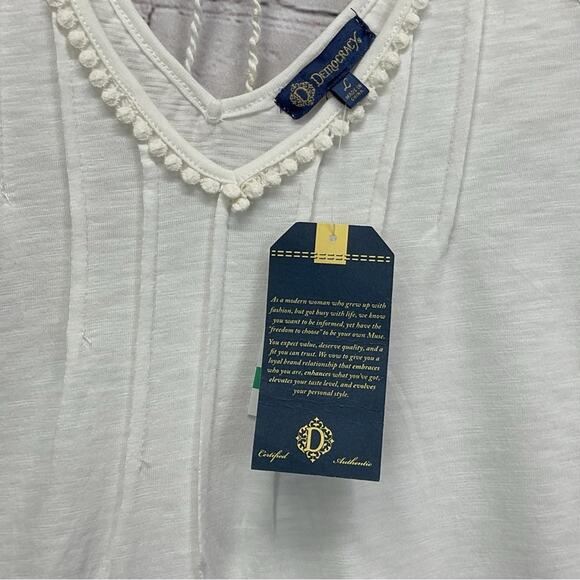 DEMOCRACY
D
L
MADE IN
CHINA
As a modern woman who grew up with
fashion, but got busy with life, we know
you want to be informed, yet have the
"freedom to choose" to be your own Muse.
You expect value, deserve quality, and a
fit you can trust. We vow to give you a
loyal brand relationship that embraces
who you are, enhances what you've got,
elevates your taste level, and evolves
your personal style.
D
Certified Authentic